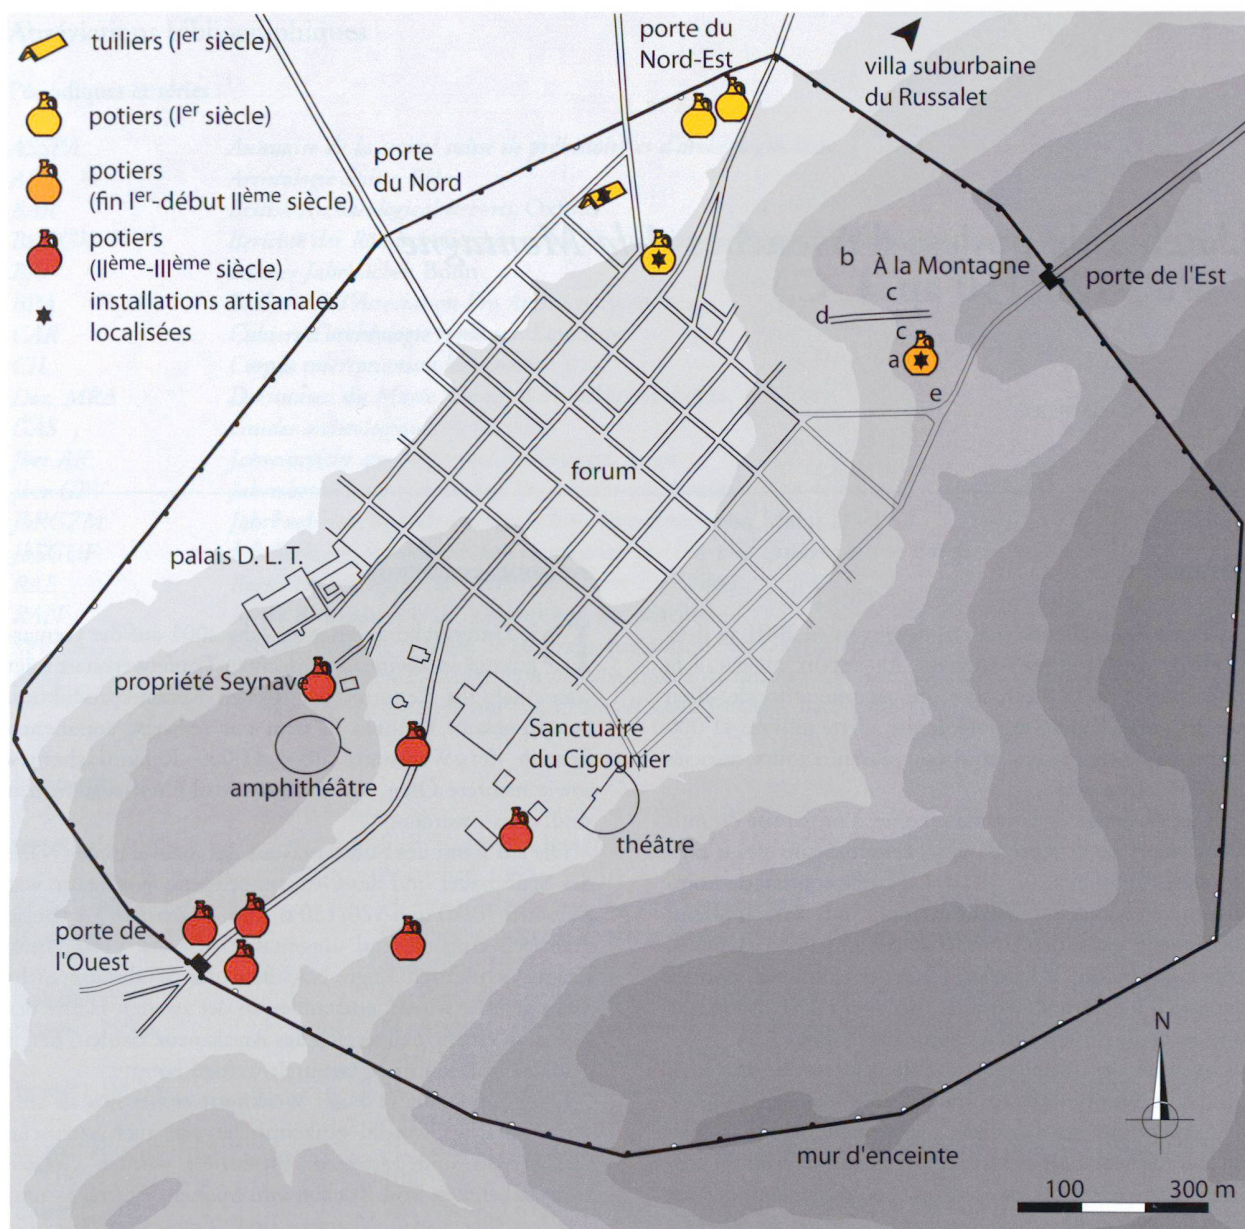 tuiliers (Ier siècle)
potiers (Ier siècle)
potiers
(fin Ier-début IIème siècle)
potiers
(IIème-IIIème siècle)
installations artisanales
localisées
porte du
Nord-Est
villa suburbaine
du Russalet
porte
du Nord
b
À la Montagne
porte de l'Est
c
d
c
a
e
forum
palais D. L. T.
propriété Seynave
Sanctuaire
du Cigognier
amphithéâtre
théâtre
porte de
l'Ouest
N
mur d'enceinte
100
300 m